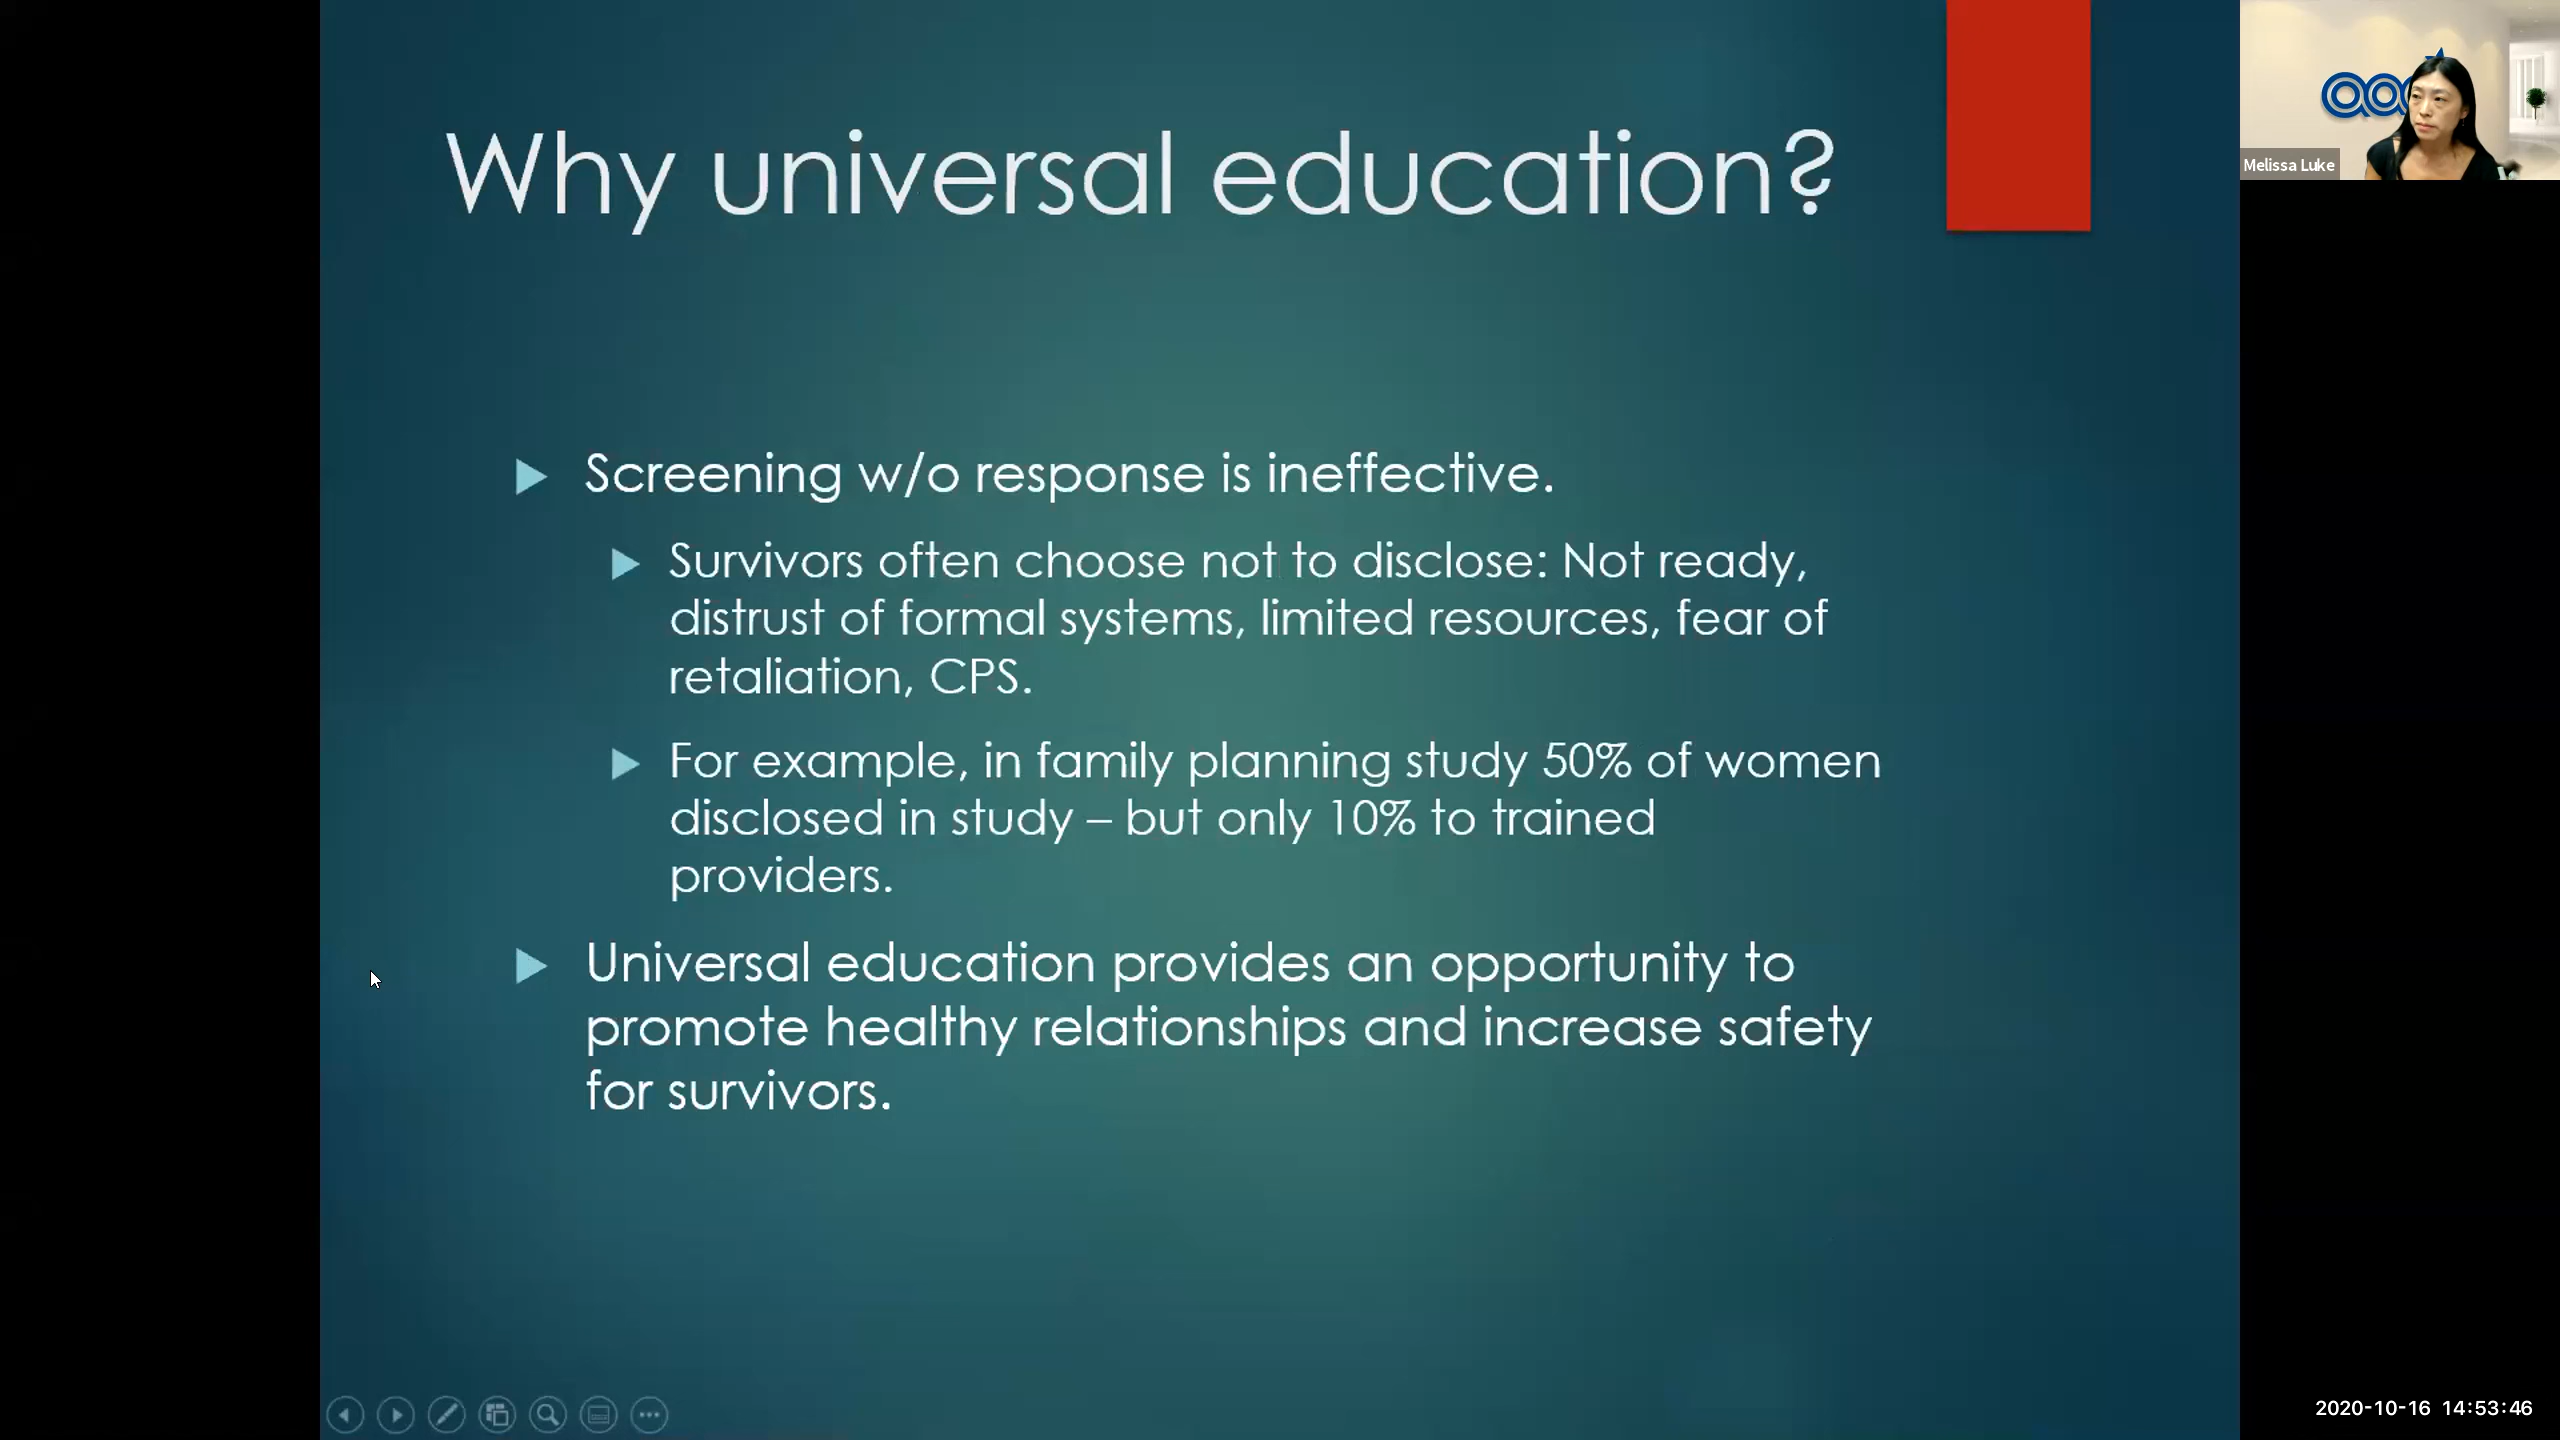 Why universal education?
Screening w/o response is ineffective.
Survivors often choose not to disclose: Not ready,
distrust of formal systems, limited resources, fear of
retaliation, CPS.
For example, in family planning study 50% of women
disclosed in study – but only 10% to trained
providers.
Universal education provides an opportunity to
promote healthy relationships and increase safety
for survivors.
Melissa Luke
2020-10-16 14:53:46